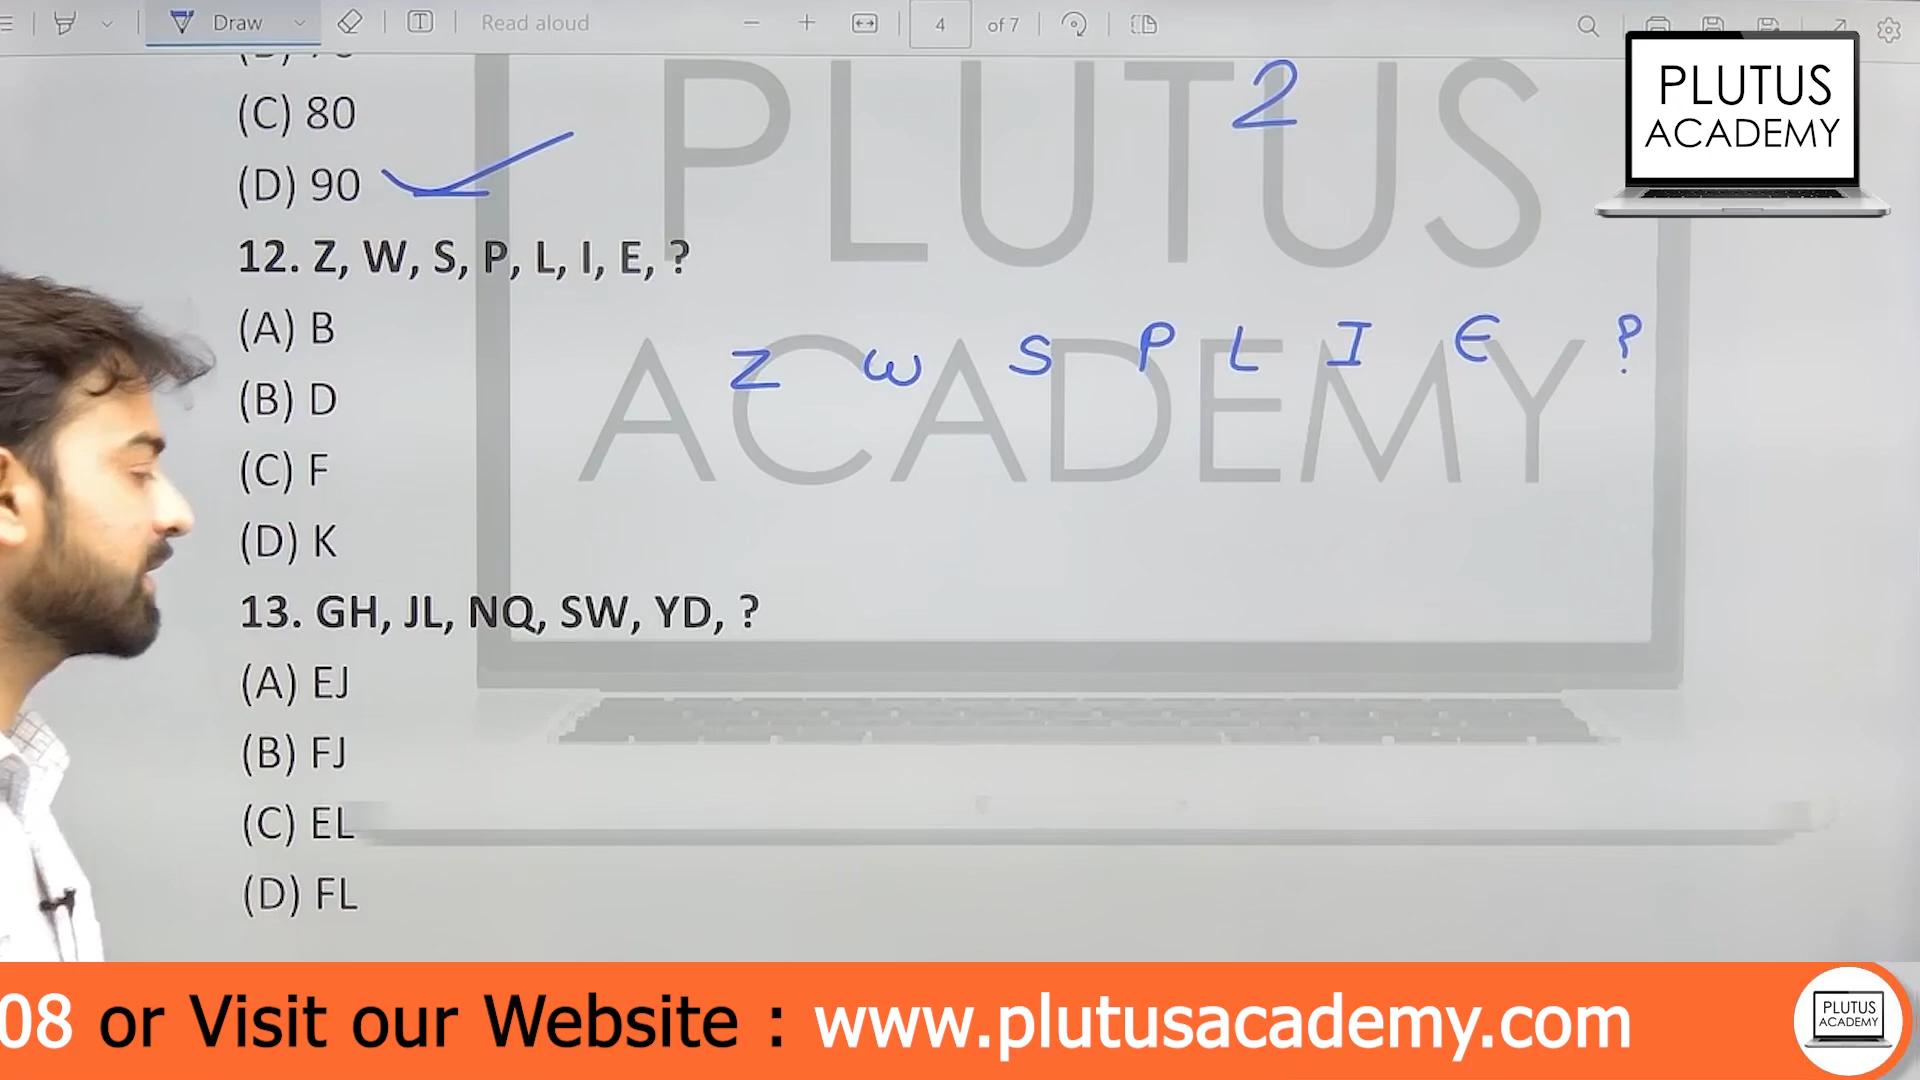 Draw
Read aloud
4 of 7
(C) 80
2
(D) 90
12. Z, W, S, P, L, I, E, ?
(A) B
Z W S P L I E ?
(B) D
(C) F
(D) K
13. GH, JL, NQ, SW, YD, ?
(A) EJ
(B) FJ
(C) EL
(D) FL
PLUTUS
ACADEMY
PLUTUS
ACADEMY
08 or Visit our Website : www.plutusacademy.com
PLUTUS
ACADEMY